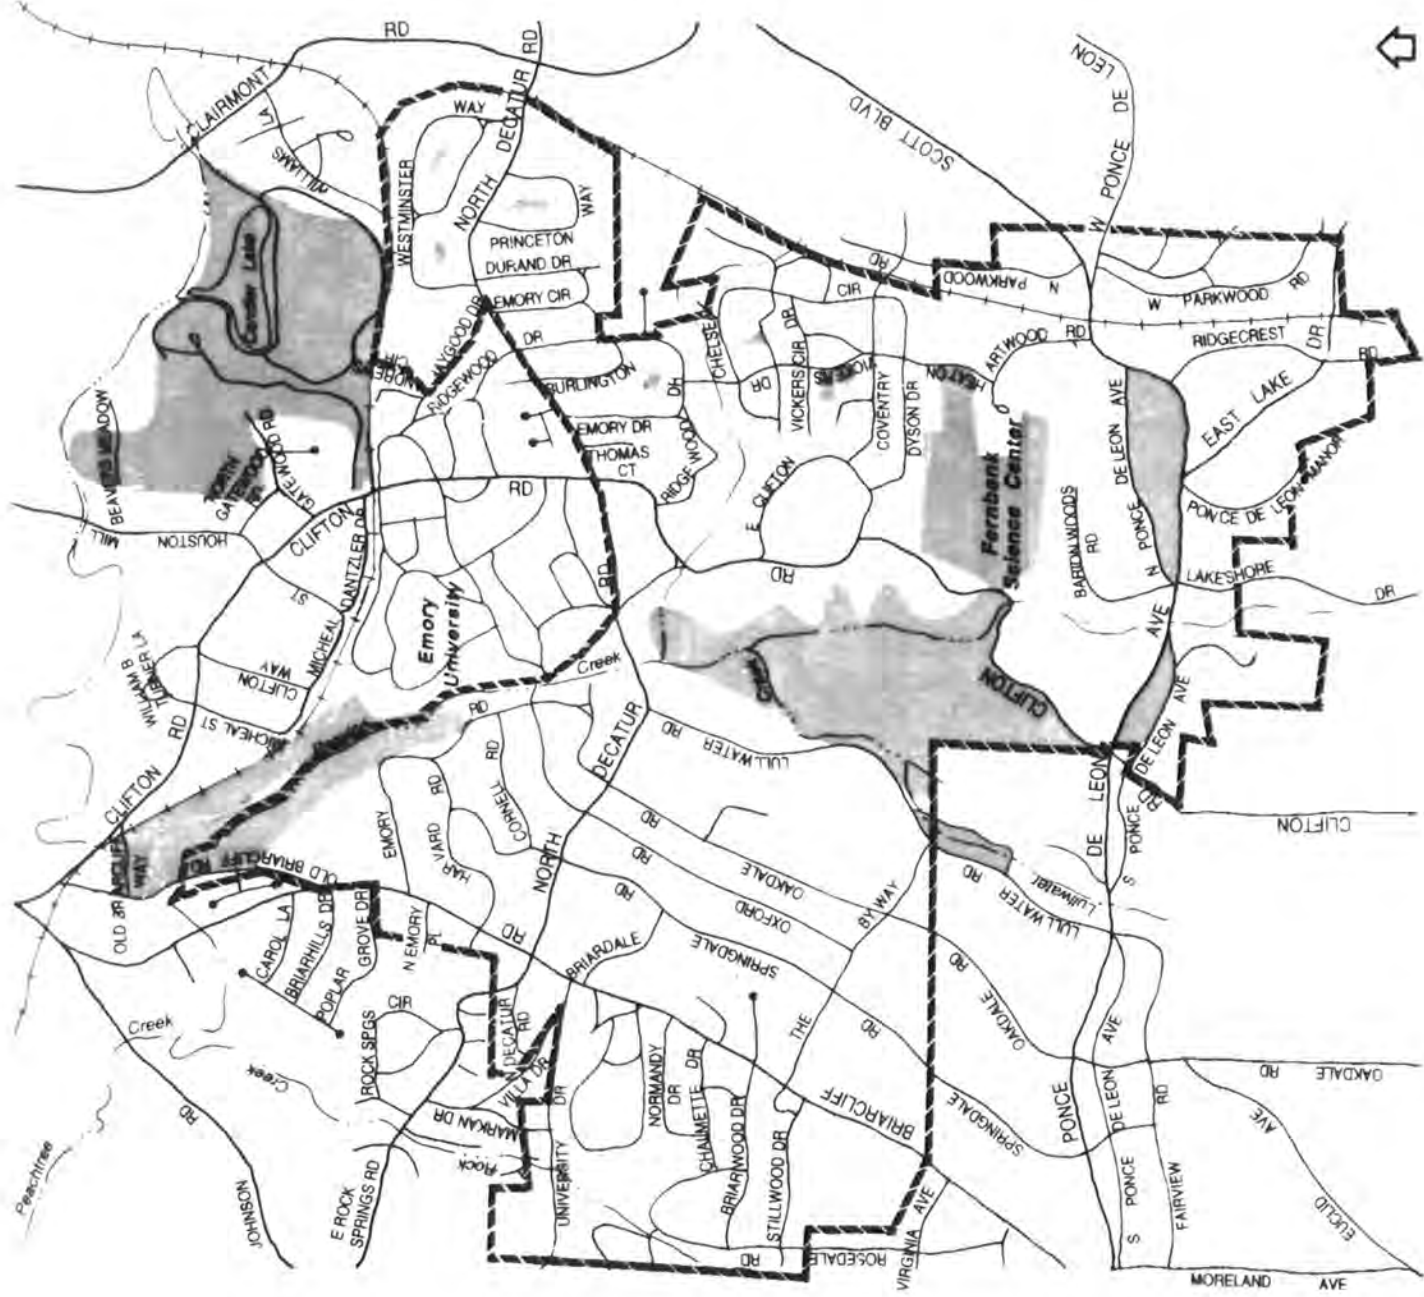 RD
CLAIRMONT
LA
WILLIAMS
WAY
DECATUR RD
NORTH
WESTMINSTER
PRINCETON
WAY
DURAND DR
EMORY CIR
HAYGOOD DR
RIDGEWOOD DR
BURLINGTON
EMORY DR
THOMAS
CT
RIDGEWOOD
CHELSEA
CIR
DR
VICKERS CIR DR
VICKERS
COVENTRY
DYSON DR
HEATON
ARTWOOD RD
SCOTT BLVD
W PONCE DE LEON
N PARKWOOD RD
W PARKWOOD RD
RIDGECREST
RD
DR
EAST LAKE
PONCE DE LEON MANOR
N PONCE DE LEON AVE
LAKESHORE
DR
BARTON WOODS
RD
Fernbank
Science Center
E CLIFTON
RD
Candler Lake
BEAVERS MEADOW
NORTH
GATEWOOD
GATEWOOD RD
CLIFTON
RD
HOUSTON
MILL
ST
MICHEAL
DANTZLER DR
WILLIAM B
TURNER LA
CLIFTON
WAY
MICHEAL ST
CLIFTON RD
Emory
University
RD
Creek
RD
Creek
CLIFTON
LULLWATER RD
DECATUR
NORTH
CORNELL RD
EMORY
HARVARD RD
OLD BRIARCLIFF
WAY
OLD BRIARCLIFF
RD
CAROL LA
BRIARHILLS DR
POPLAR
GROVE DR
N EMORY
PL
RD
BRIARDALE
OAKDALE RD
OXFORD RD
SPRINGDALE RD
BY WAY
THE
LULLWATER RD
Lullwater
AVE
DE LEON
DE LEON AVE
S PONCE
RD
CLIFTON
Creek
Creek
Peachtree
RD
JOHNSON
CIR
ROCK SPGS
MARKAN DR
VILLA DR
DECATUR
RD
Rock
E ROCK
SPRINGS RD
UNIVERSITY DR
NORMANDY
DR
CHALMETTE DR
BRIARWOOD DR
STILLWOOD DR
BRIARCLIFF
RD
ROSEDALE RD
VIRGINIA AVE
OAKDALE RD
SPRINGDALE
PONCE
DE LEON AVE
S PONCE
FAIRVIEW RD
OAKDALE RD
EUCLID AVE
MORELAND AVE